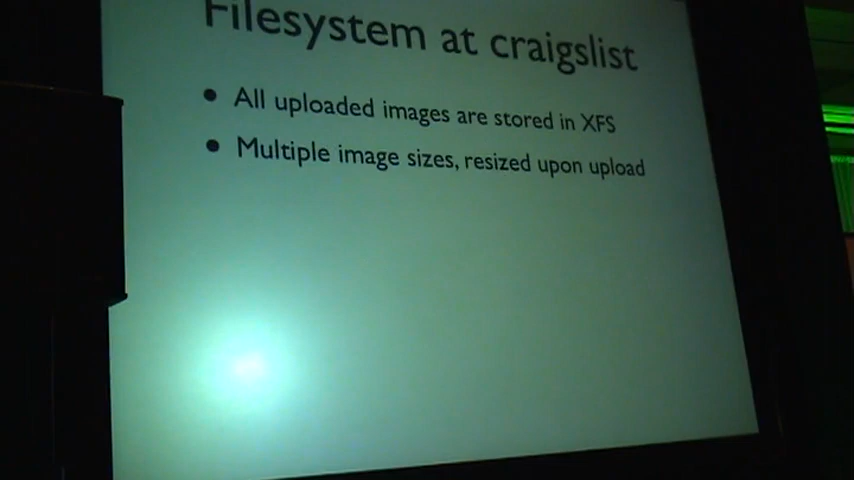 Filesystem at craigslist
• All uploaded images are stored in XFS
• Multiple image sizes, resized upon upload